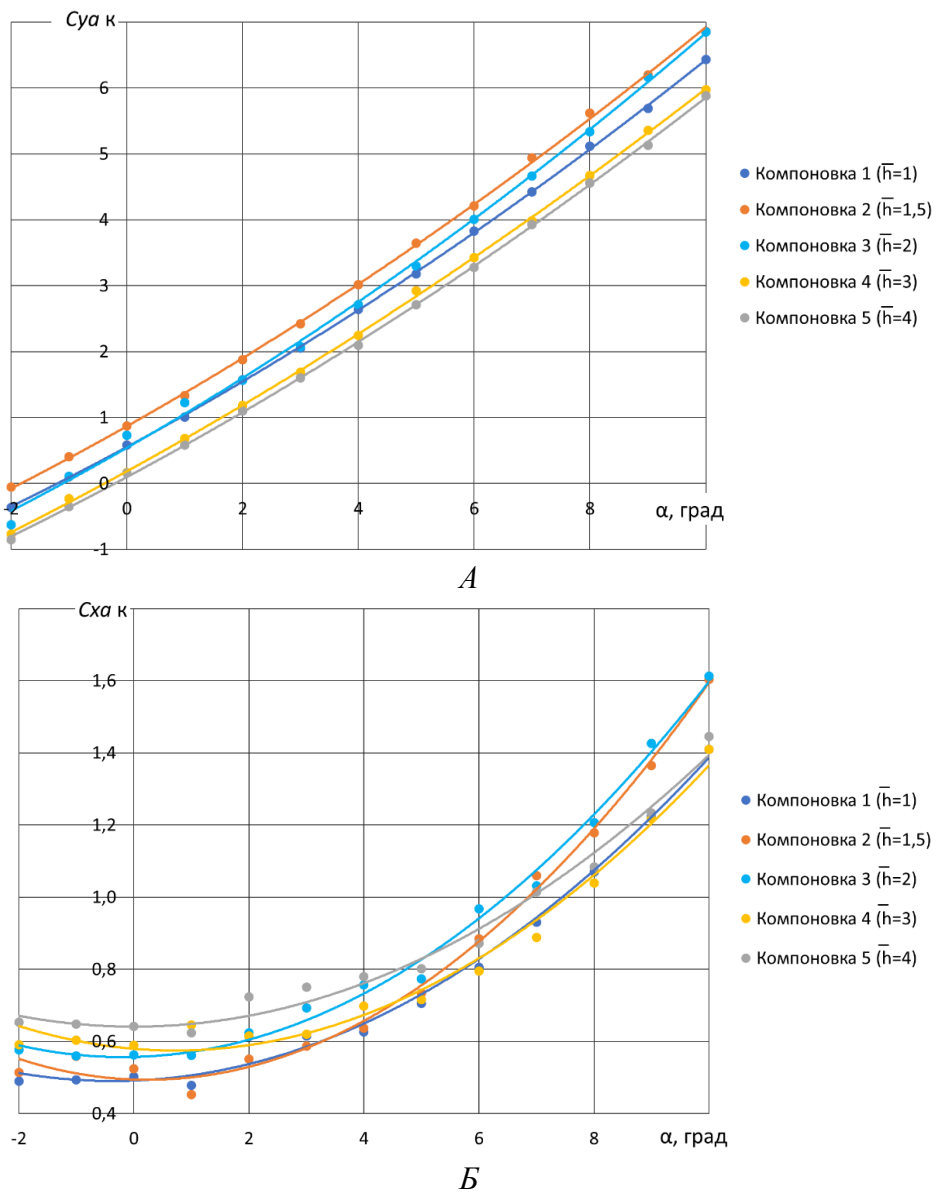 Cya к
6
5
4
3
2
1
0
-1
-2
0
2
4
6
8
α, град
Компоновка 1 (h̅=1)
Компоновка 2 (h̅=1,5)
Компоновка 3 (h̅=2)
Компоновка 4 (h̅=3)
Компоновка 5 (h̅=4)
А
Cxa к
1,6
1,4
1,2
1,0
0,8
0,6
0,4
-2
0
2
4
6
8
α, град
Компоновка 1 (h̅=1)
Компоновка 2 (h̅=1,5)
Компоновка 3 (h̅=2)
Компоновка 4 (h̅=3)
Компоновка 5 (h̅=4)
Б